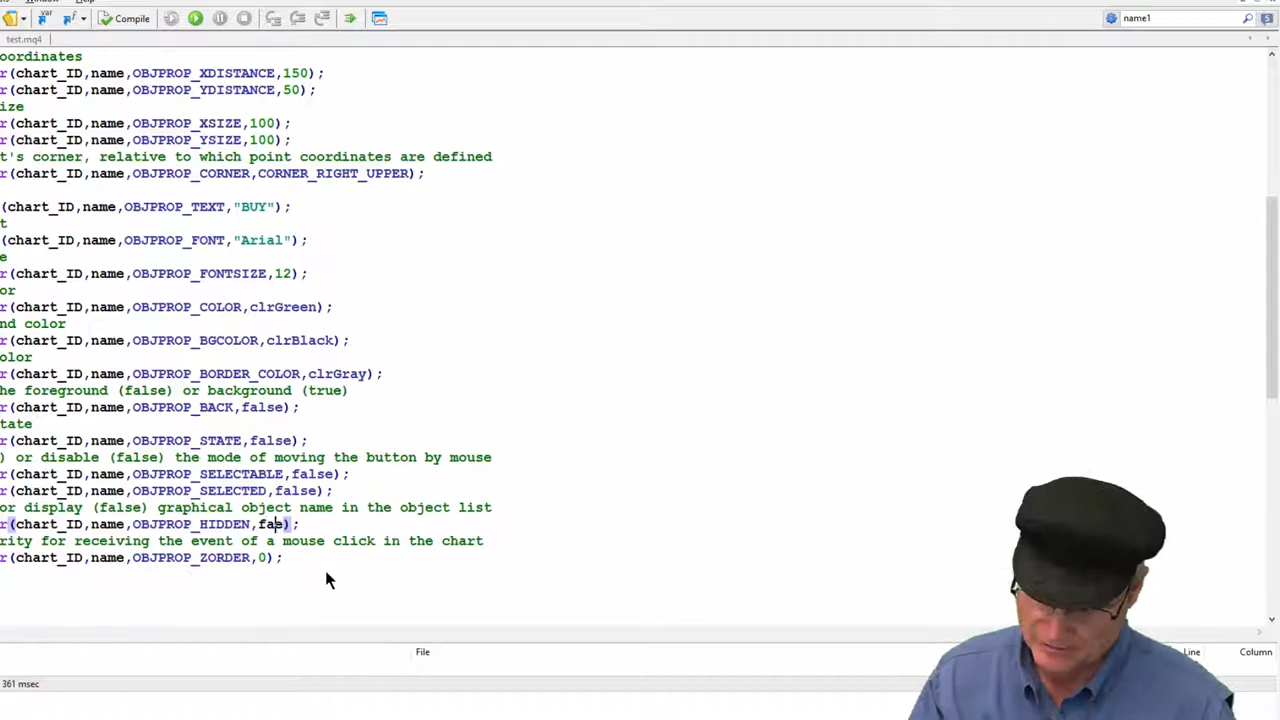 var
Compile
name1
5
test.mq4
oordinates
r(chart_ID,name,OBJPROP_XDISTANCE,150);
r(chart_ID,name,OBJPROP_YDISTANCE,50);
ize
r(chart_ID,name,OBJPROP_XSIZE,100);
r(chart_ID,name,OBJPROP_YSIZE,100);
t's corner, relative to which point coordinates are defined
r(chart_ID,name,OBJPROP_CORNER,CORNER_RIGHT_UPPER);
(chart_ID,name,OBJPROP_TEXT,"BUY");
t
(chart_ID,name,OBJPROP_FONT,"Arial");
e
r(chart_ID,name,OBJPROP_FONTSIZE,12);
or
r(chart_ID,name,OBJPROP_COLOR,clrGreen);
nd color
r(chart_ID,name,OBJPROP_BGCOLOR,clrBlack);
olor
r(chart_ID,name,OBJPROP_BORDER_COLOR,clrGray);
he foreground (false) or background (true)
r(chart_ID,name,OBJPROP_BACK,false);
tate
r(chart_ID,name,OBJPROP_STATE,false);
) or disable (false) the mode of moving the button by mouse
r(chart_ID,name,OBJPROP_SELECTABLE,false);
r(chart_ID,name,OBJPROP_SELECTED,false);
or display (false) graphical object name in the object list
r(chart_ID,name,OBJPROP_HIDDEN,fae);
rity for receiving the event of a mouse click in the chart
r(chart_ID,name,OBJPROP_ZORDER,0);
File Line Column
361 msec